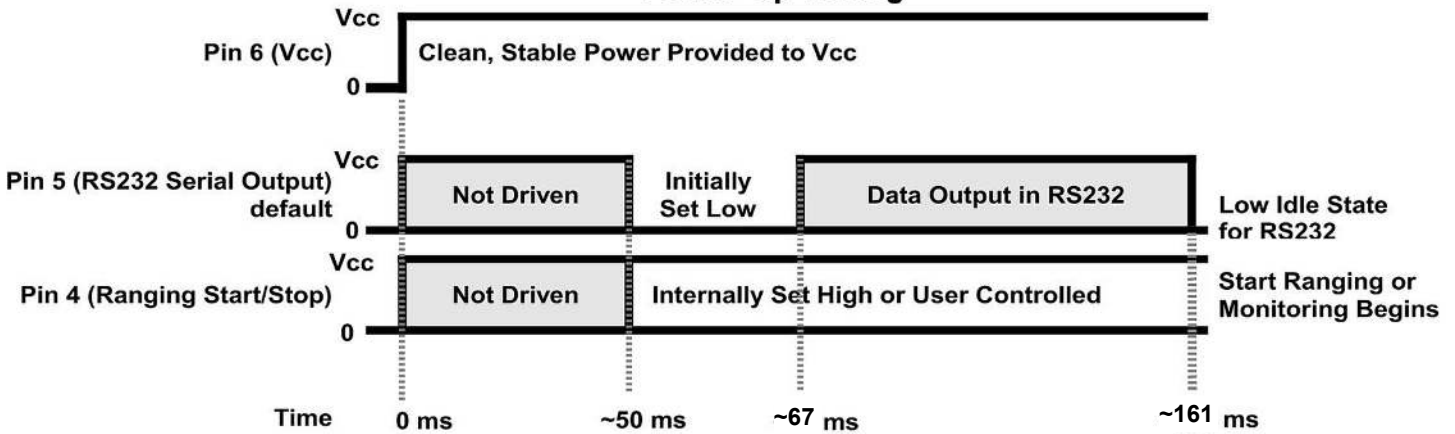 Vcc
Pin 6 (Vcc)
Clean, Stable Power Provided to Vcc
0
Vcc
Pin 5 (RS232 Serial Output)
default
Not Driven
Initially
Set Low
Data Output in RS232
Low Idle State
for RS232
0
Vcc
Pin 4 (Ranging Start/Stop)
Not Driven
Internally Set High or User Controlled
Start Ranging or
Monitoring Begins
0
Time 0 ms ~50 ms ~67 ms ~161 ms